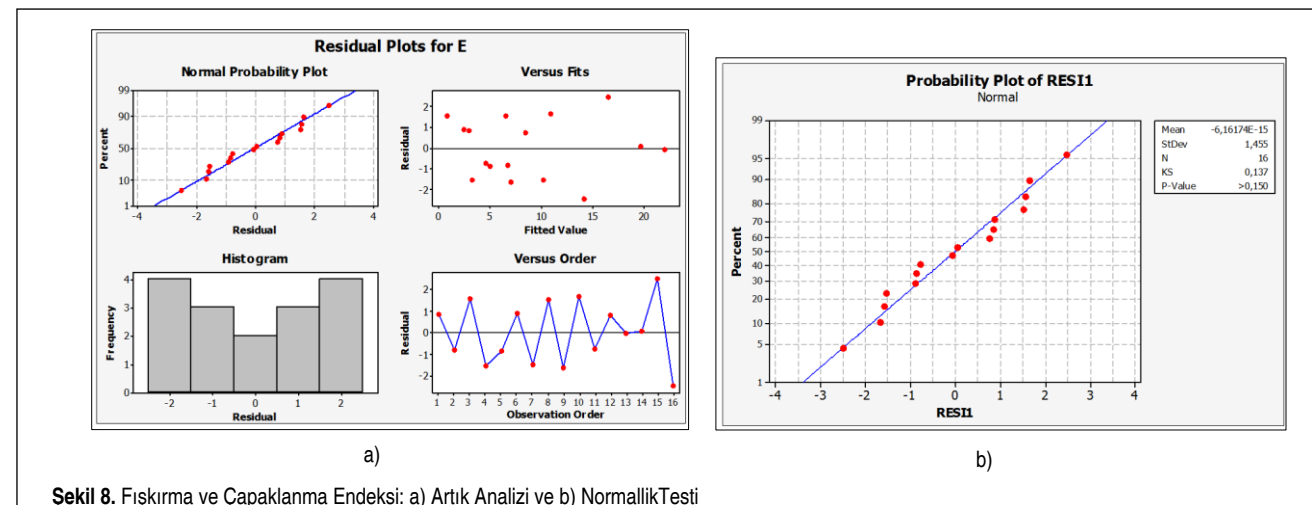 Residual Plots for E
Normal Probability Plot
99
90
50
10
1
Percent
-4 -2 0 2 4
Residual
Versus Fits
2
1
0
-1
-2
Residual
0 5 10 15 20
Fitted Value
Histogram
4
3
2
1
0
Frequency
-2 -1 0 1 2
Residual
Versus Order
2
1
0
-1
-2
Residual
1 2 3 4 5 6 7 8 9 10 11 12 13 14 15 16
Observation Order
a)
Probability Plot of RESI1
Normal
99
95
90
80
70
60
50
40
30
20
10
5
1
Percent
-4 -3 -2 -1 0 1 2 3 4
RESI1
Mean -6,16174E-15
StDev 1,455
N 16
KS 0,137
P-Value >0,150
b)
Şekil 8. Fışkırma ve Çapaklanma Endeksi: a) Artık Analizi ve b) NormallikTesti